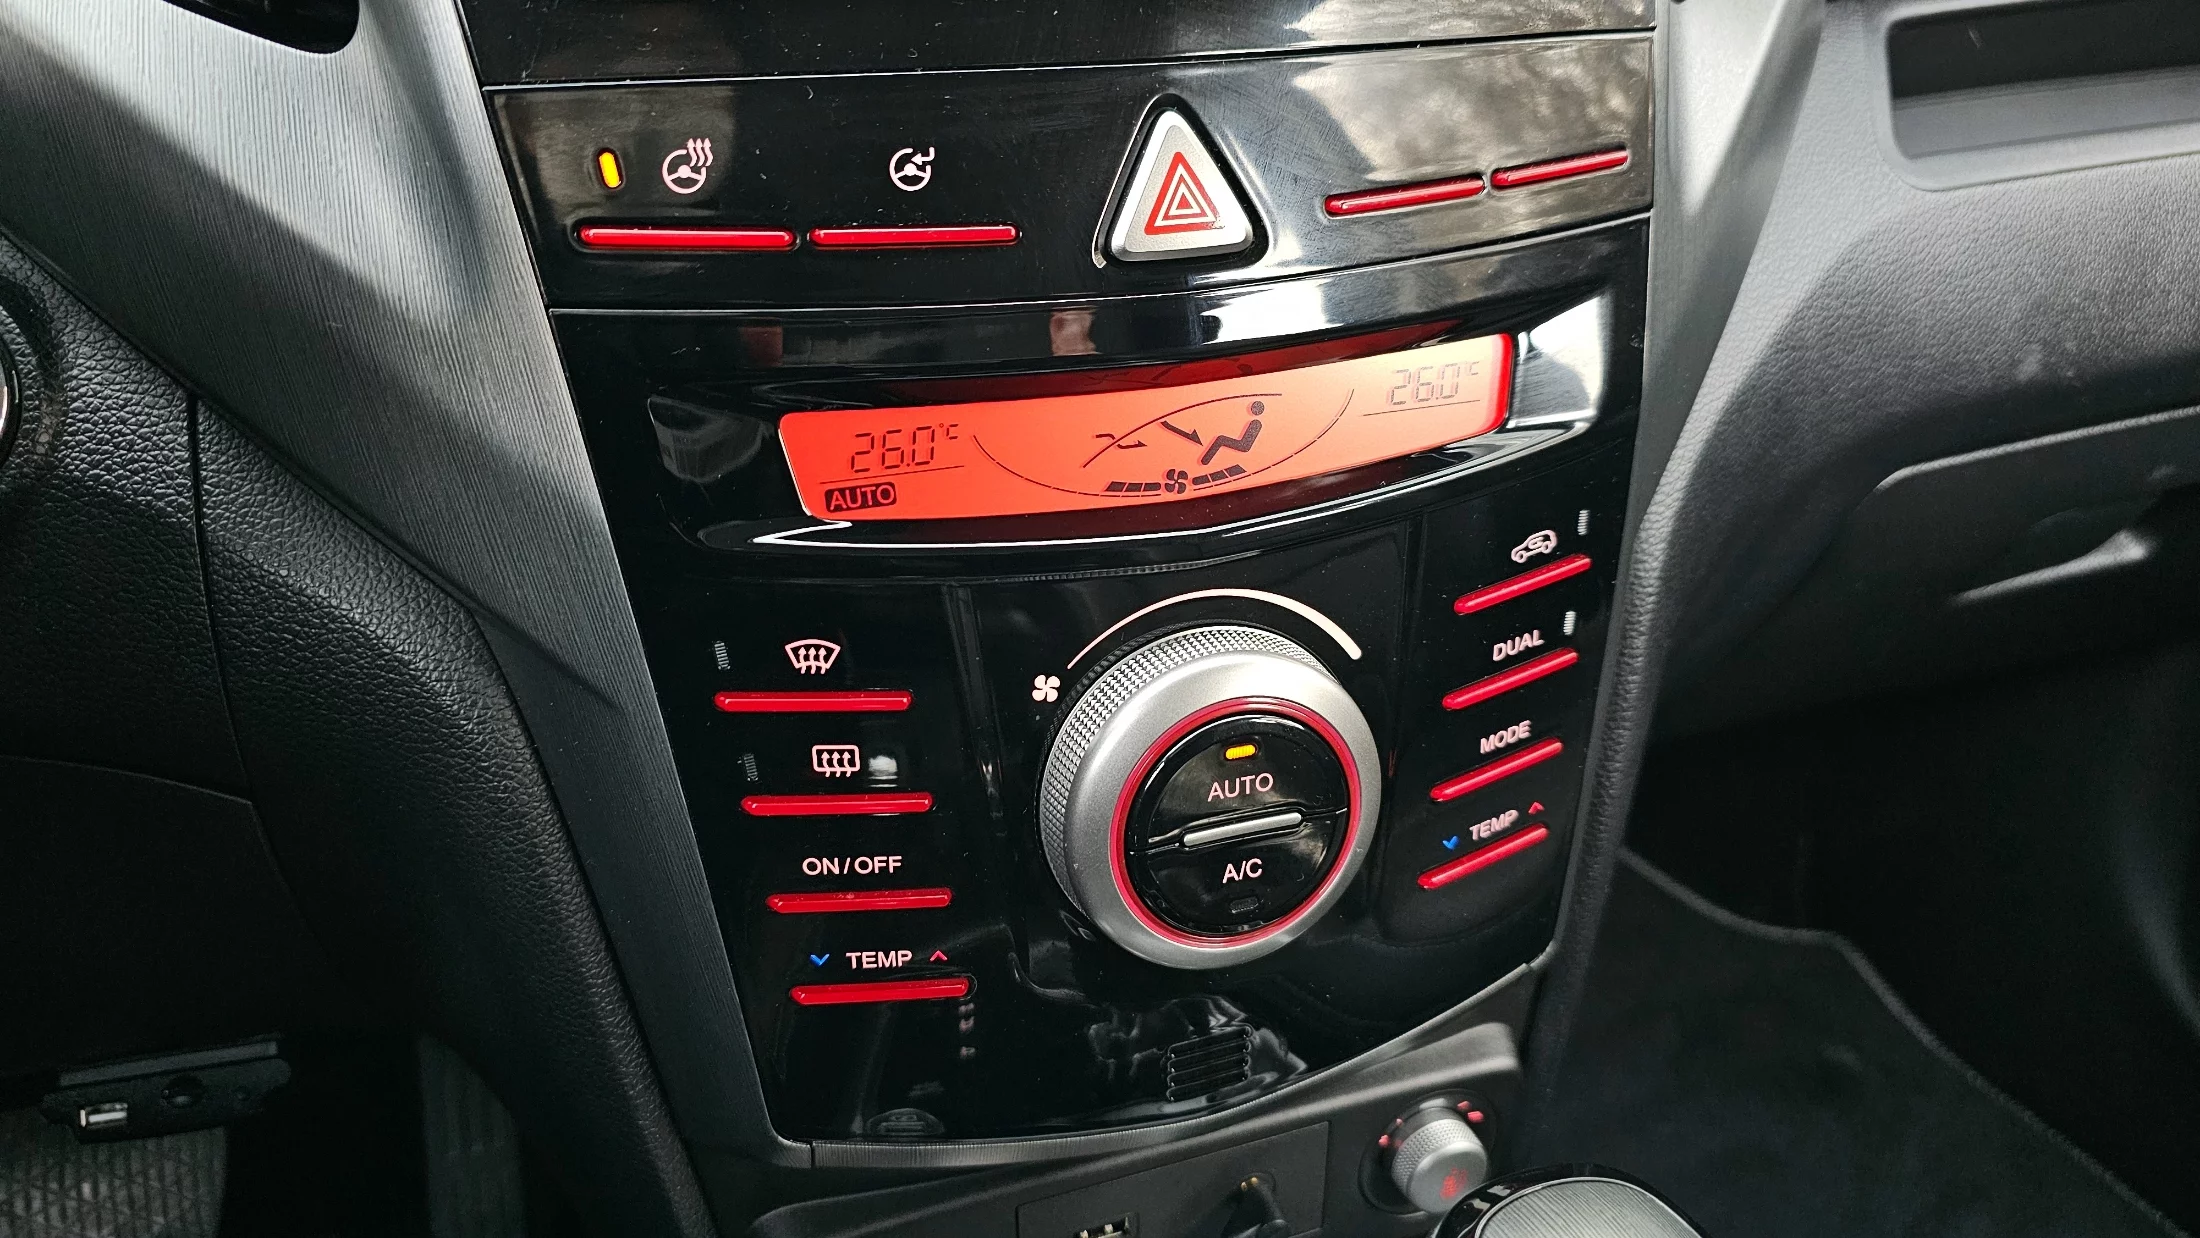 26.0°C
26.0°C
AUTO
DUAL
MODE
TEMP
AUTO
A/C
ON/OFF
TEMP